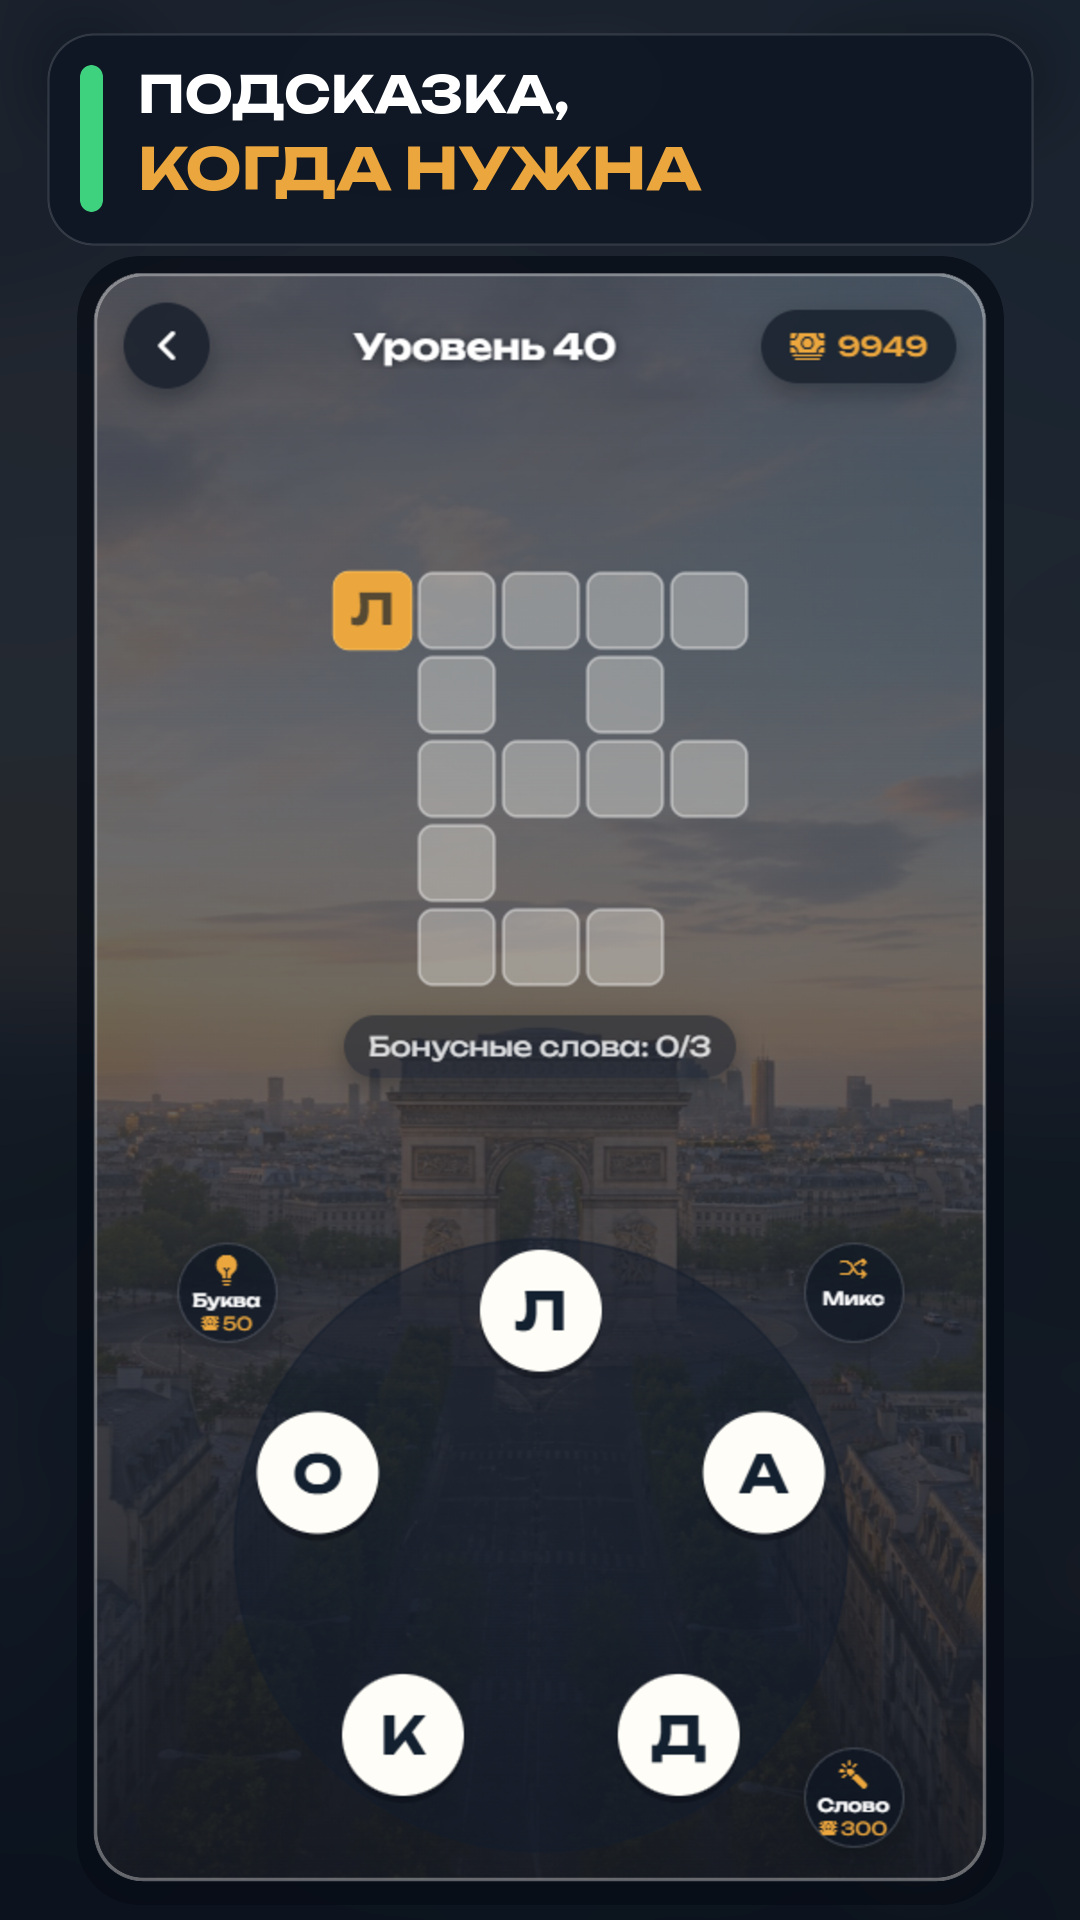 ПОДСКАЗКА,
КОГДА НУЖНА
Уровень 40
9949
Л
Бонусные слова: 0/3
Буква
50
Микс
Л
О
А
К
Д
Слово
300